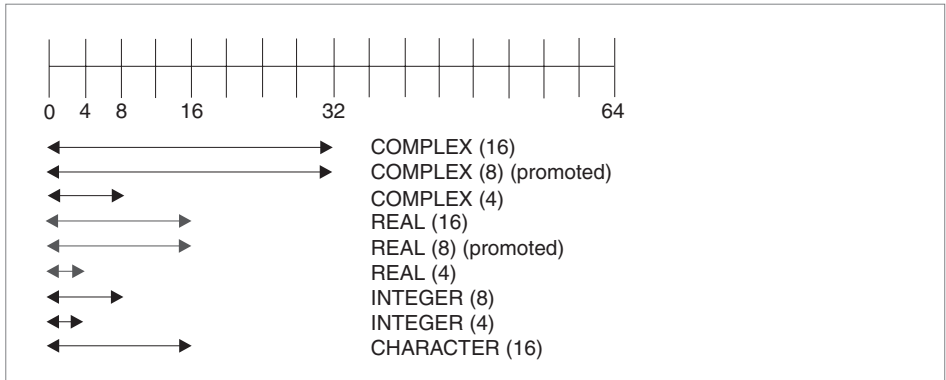 0 4 8 16 32 64
COMPLEX (16)
COMPLEX (8) (promoted)
COMPLEX (4)
REAL (16)
REAL (8) (promoted)
REAL (4)
INTEGER (8)
INTEGER (4)
CHARACTER (16)